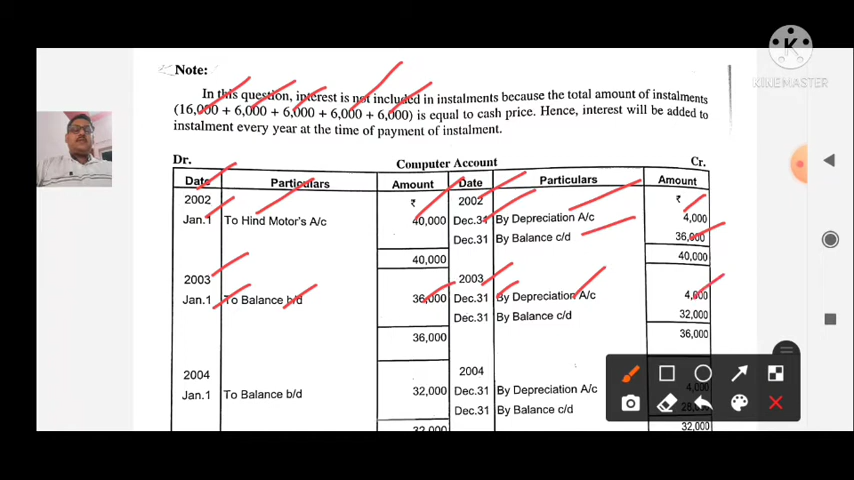 KINEMASTER
Note:
In this question, interest is not included in instalments because the total amount of instalments
(16,000 + 6,000 + 6,000 + 6,000 + 6,000) is equal to cash price. Hence, interest will be added to
instalment every year at the time of payment of instalment.
Dr. Computer Account Cr.
Date Particulars Amount Date Particulars Amount
2002 ₹ 2002 ₹
Jan.1 To Hind Motor's A/c 40,000 Dec.31 By Depreciation A/c 4,000
Dec.31 By Balance c/d 36,000
40,000 40,000
2003 2003
Jan.1 To Balance b/d 36,000 Dec.31 By Depreciation A/c 4,000
Dec.31 By Balance c/d 32,000
36,000 36,000
2004 2004
Jan.1 To Balance b/d 32,000 Dec.31 By Depreciation A/c 4,000
Dec.31 By Balance c/d 28,000
32,000 32,000